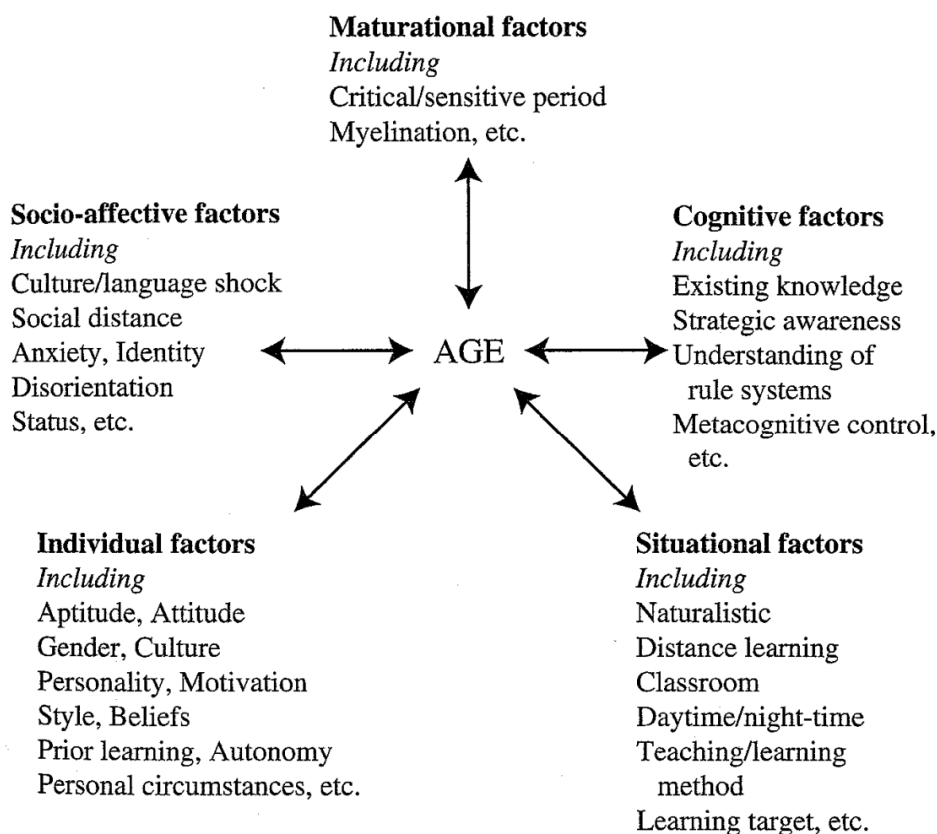 Maturational factors
Including
Critical/sensitive period
Myelination, etc.
Socio-affective factors
Including
Culture/language shock
Social distance
Anxiety, Identity
Disorientation
Status, etc.
AGE
Cognitive factors
Including
Existing knowledge
Strategic awareness
Understanding of
rule systems
Metacognitive control,
etc.
Individual factors
Including
Aptitude, Attitude
Gender, Culture
Personality, Motivation
Style, Beliefs
Prior learning, Autonomy
Personal circumstances, etc.
Situational factors
Including
Naturalistic
Distance learning
Classroom
Daytime/night-time
Teaching/learning
method
Learning target, etc.